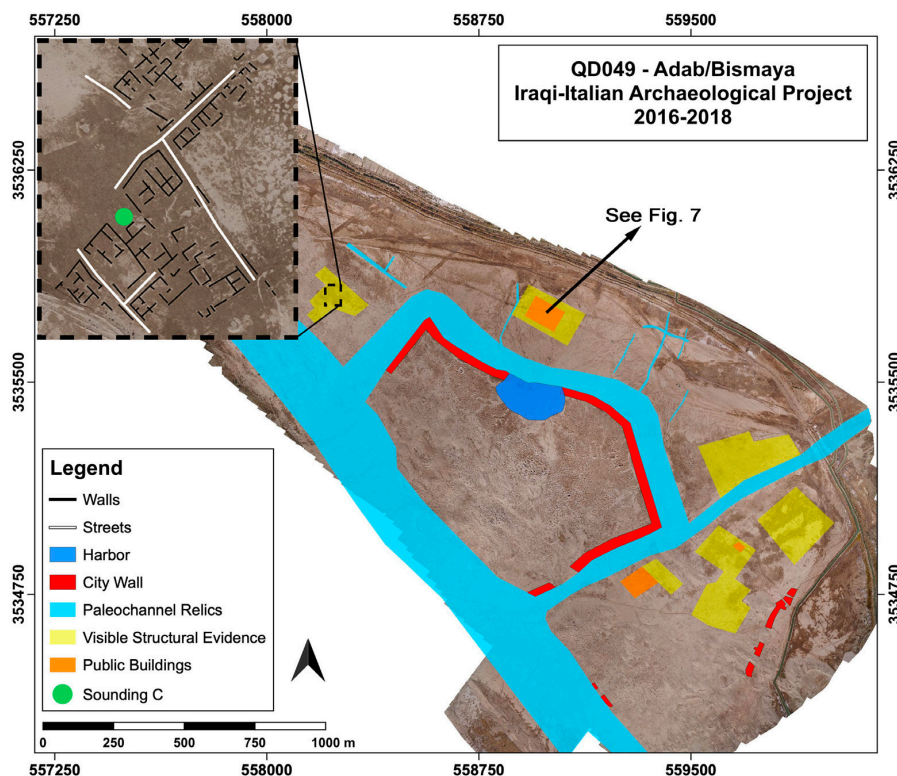 557250 558000 558750 559500
QD049 - Adab/Bismaya
Iraqi-Italian Archaeological Project
2016-2018
3536250 3536250
See Fig. 7
3535500 3535500
Legend
Walls
Streets
Harbor
City Wall
Paleochannel Relics
Visible Structural Evidence
Public Buildings
Sounding C
3534750 3534750
0 250 500 750 1000 m
557250 558000 558750 559500